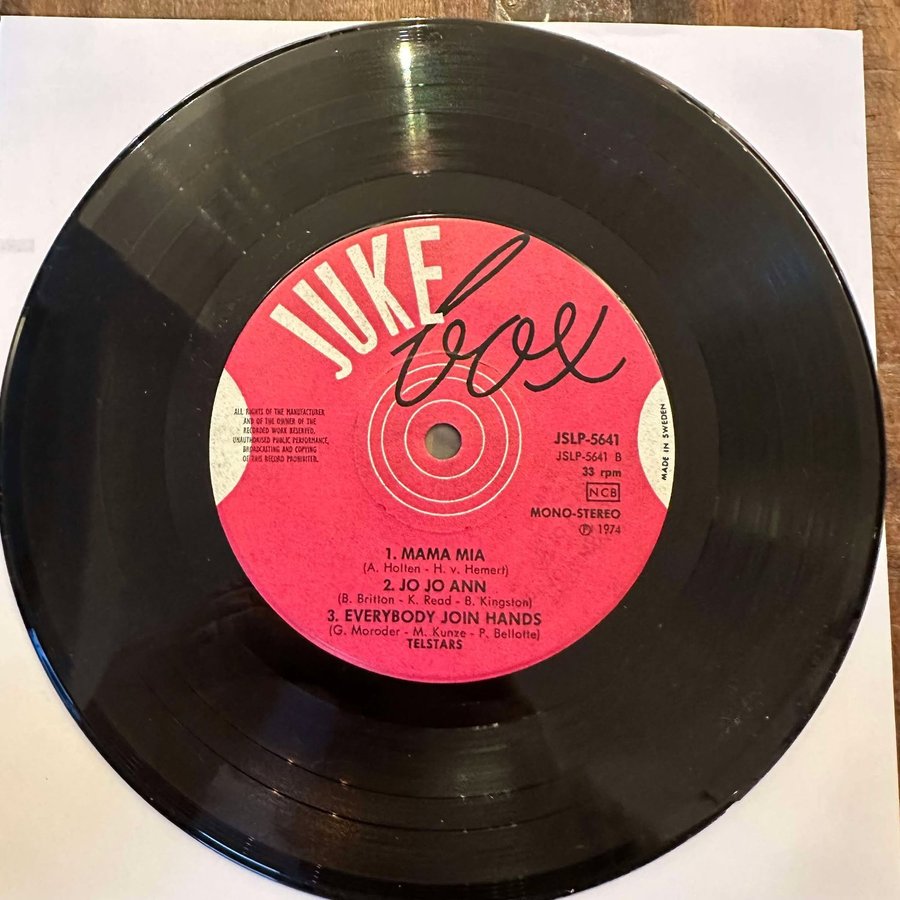 JUKE box
ALL RIGHTS OF THE MANUFACTURER
AND OF THE OWNER OF THE
RECORDED WORK RESERVED.
UNAUTHORISED PUBLIC PERFORMANCE,
BROADCASTING AND COPYING
OF THIS RECORD PROHIBITED.
JSLP-5641
JSLP-5641 B
33 rpm
NCB
MONO-STEREO
Ⓟ 1974
MADE IN SWEDEN
1. MAMA MIA
(A. Holten - H. v. Hemert)
2. JO JO ANN
(B. Britton - K. Read - B. Kingston)
3. EVERYBODY JOIN HANDS
(G. Moroder - M. Kunze - P. Bellotte)
TELSTARS